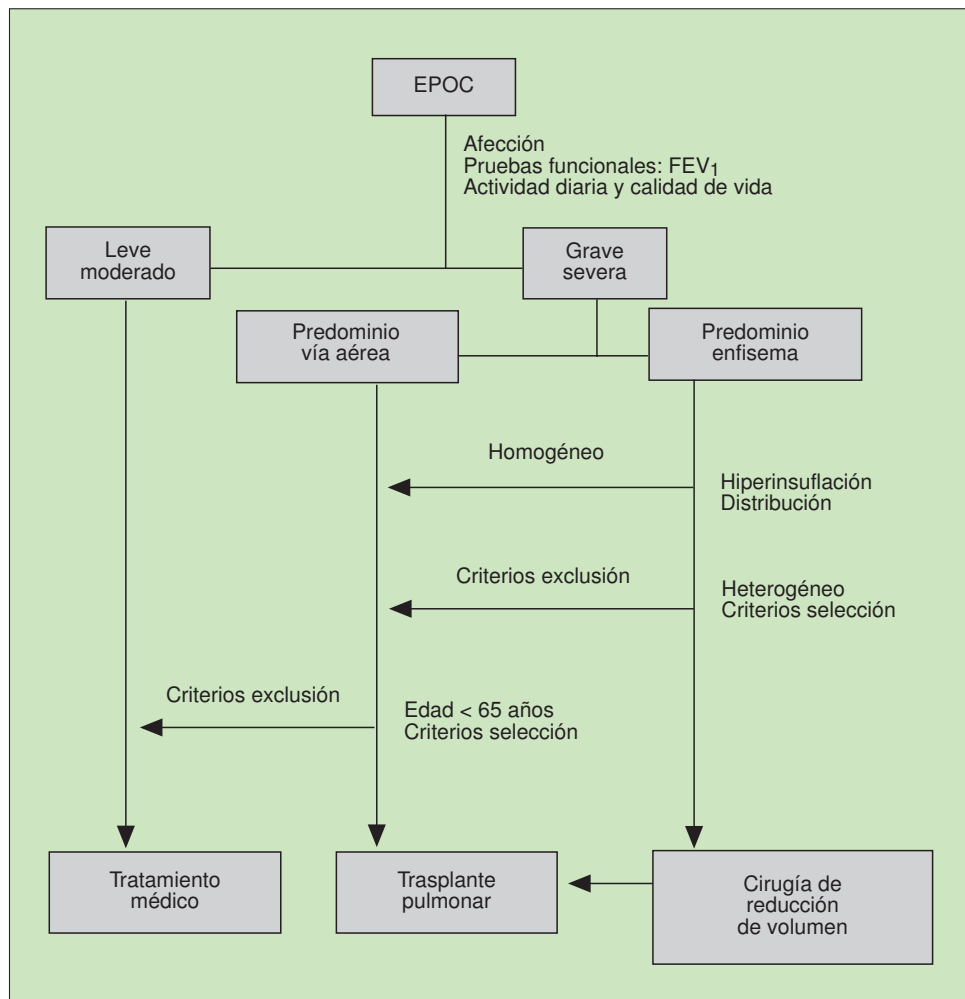 EPOC
Afección
Pruebas funcionales: FEV1
Actividad diaria y calidad de vida
Leve
moderado
Grave
severa
Predominio
vía aérea
Predominio
enfisema
Homogéneo
Hiperinsuflación
Distribución
Criterios exclusión
Heterogéneo
Criterios selección
Criterios exclusión
Edad < 65 años
Criterios selección
Tratamiento
médico
Trasplante
pulmonar
Cirugía de
reducción
de volumen